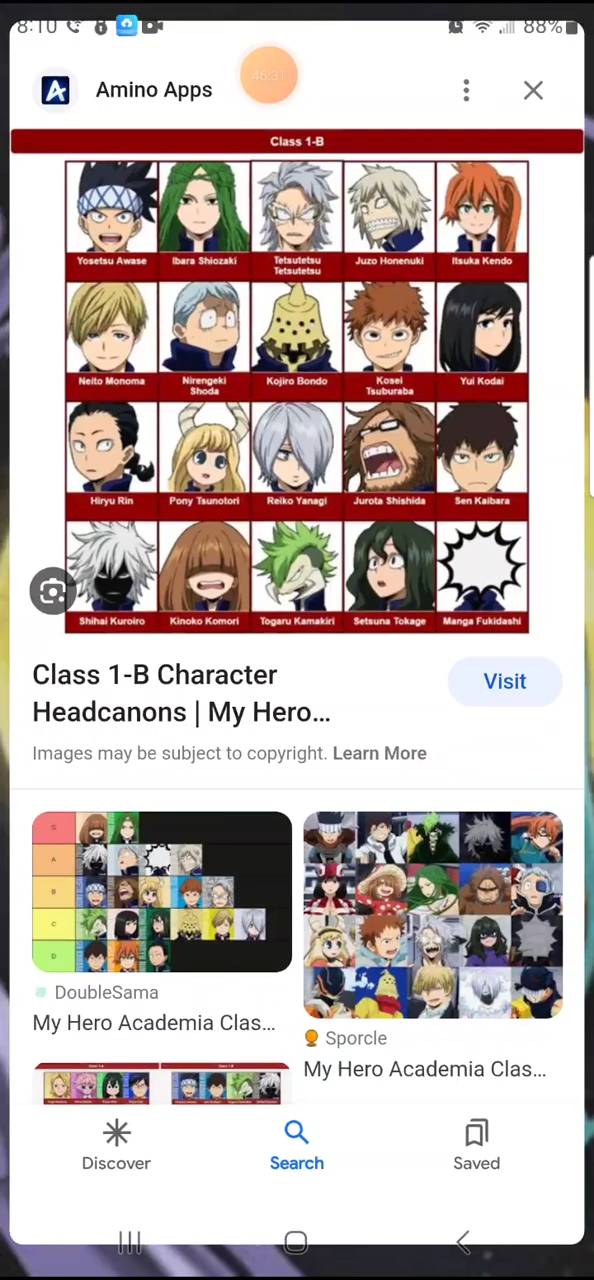 8:10
88%
Amino Apps
46:31
Class 1-B
Yosetsu Awase
Ibara Shiozaki
Tetsutetsu
Tetsutetsu
Juzo Honenuki
Itsuka Kendo
Neito Monoma
Nirengeki
Shoda
Kojiro Bondo
Kosei
Tsuburaba
Yui Kodai
Hiryu Rin
Pony Tsunotori
Reiko Yanagi
Jurota Shishida
Sen Kaibara
Shihai Kuroiro
Kinoko Komori
Togaru Kamakiri
Setsuna Tokage
Manga Fukidashi
Class 1-B Character
Headcanons | My Hero...
Visit
Images may be subject to copyright. Learn More
S
A
B
C
D
DoubleSama
My Hero Academia Clas...
Sporcle
My Hero Academia Clas...
Discover
Search
Saved